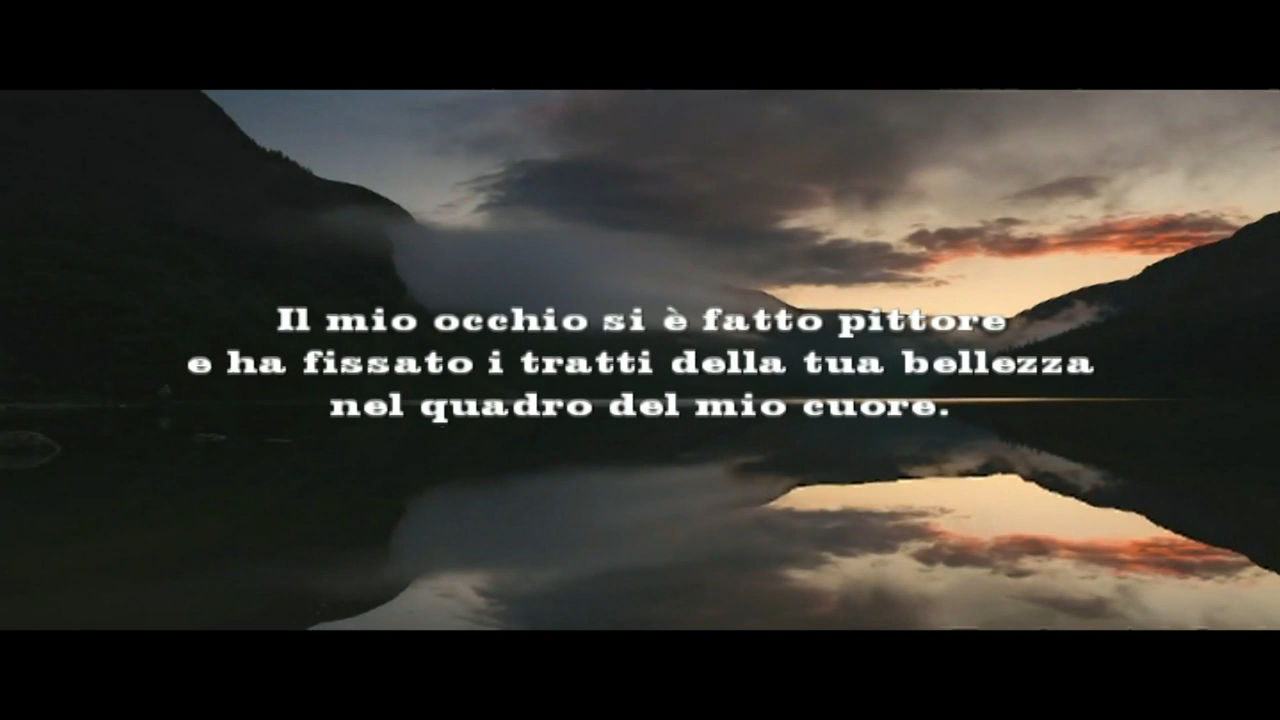 Il mio occhio si è fatto pittore
e ha fissato i tratti della tua bellezza
nel quadro del mio cuore.